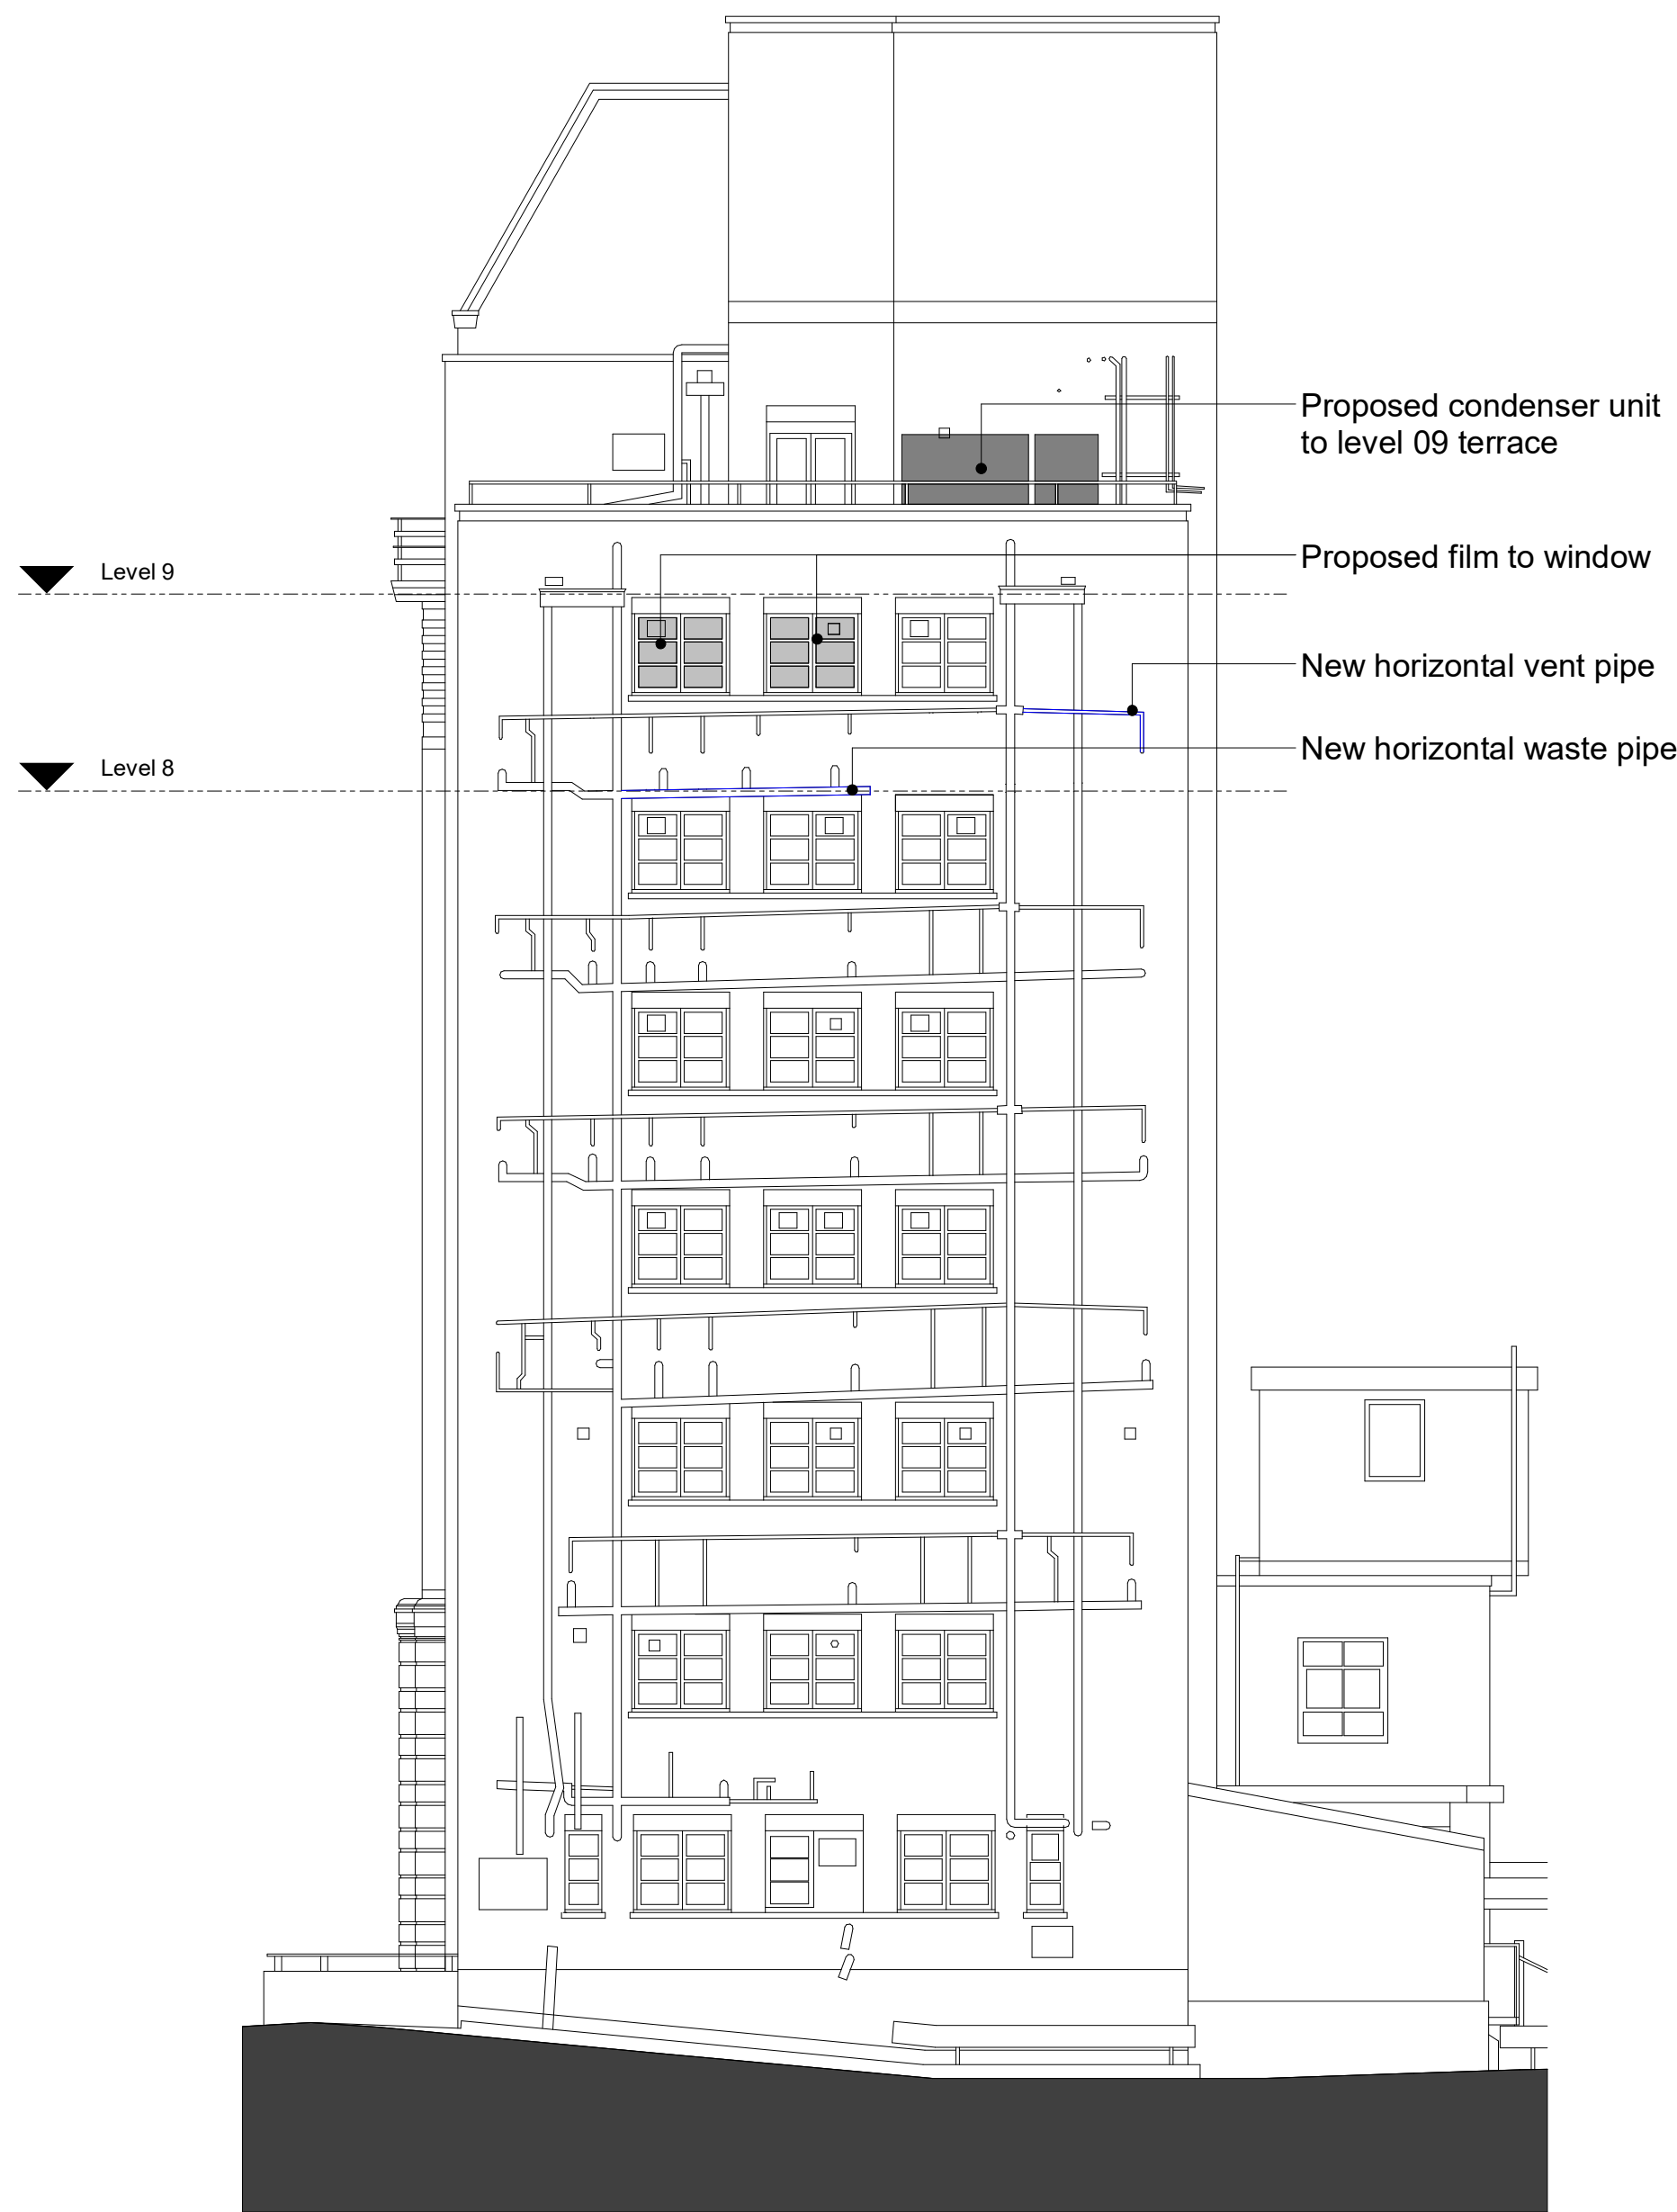 Proposed condenser unit
to level 09 terrace
Proposed film to window
Level 9
New horizontal vent pipe
New horizontal waste pipe
Level 8